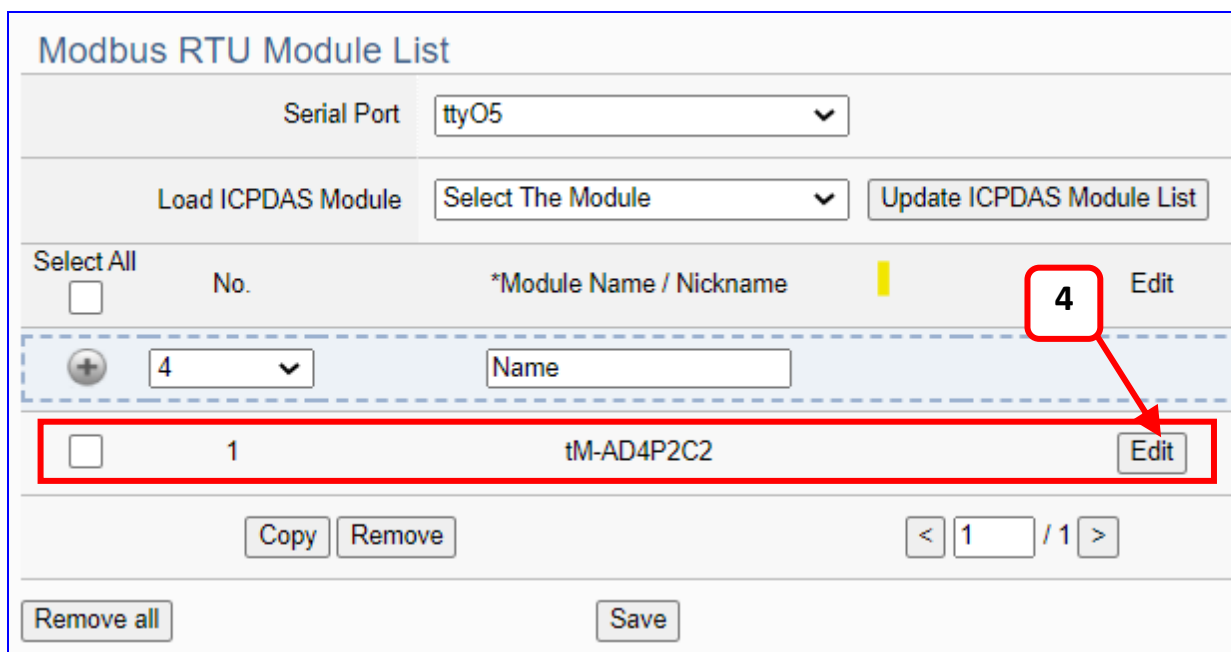 Modbus RTU Module List
Serial Port ttyO5
Load ICPDAS Module Select The Module Update ICPDAS Module List
Select All
No. *Module Name / Nickname Edit
4
4 Name
1 tM-AD4P2C2 Edit
Copy Remove < 1 / 1 >
Remove all Save